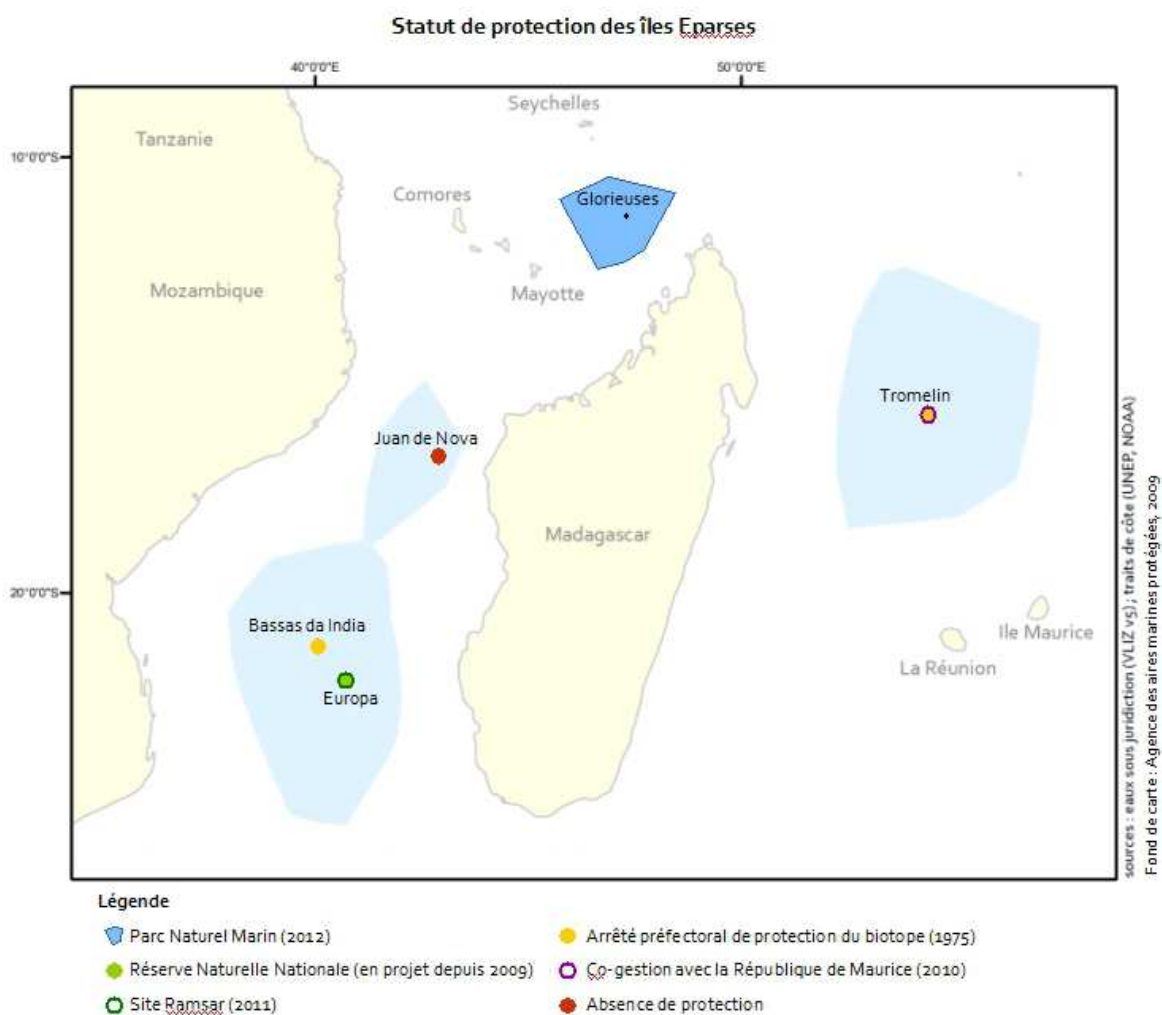 Statut de protection des îles Eparses
40°0'0"E
50°0'0"E
Seychelles
Tanzanie
10°0'0"S
Comores
Glorieuses
Mozambique
Mayotte
Tromelin
Juan de Nova
Madagascar
20°0'0"S
Bassas da India
Ile Maurice
La Réunion
Europa
sources : eaux sous juridiction (VLIZ v5) ; traits de côte (UNEP, NOAA)
Fond de carte : Agence des aires marines protégées, 2009
Légende
Parc Naturel Marin (2012)
Réserve Naturelle Nationale (en projet depuis 2009)
Site Ramsar (2011)
Arrêté préfectoral de protection du biotope (1975)
Co-gestion avec la République de Maurice (2010)
Absence de protection